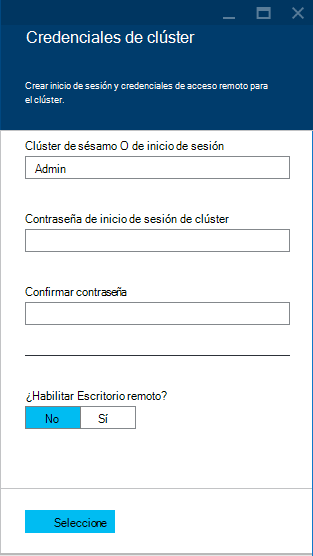 Credenciales de clúster
Crear inicio de sesión y credenciales de acceso remoto para
el clúster.
Clúster de sésamo O de inicio de sesión
Admin
Contraseña de inicio de sesión de clúster
Confirmar contraseña
¿Habilitar Escritorio remoto?
No Sí
Seleccione